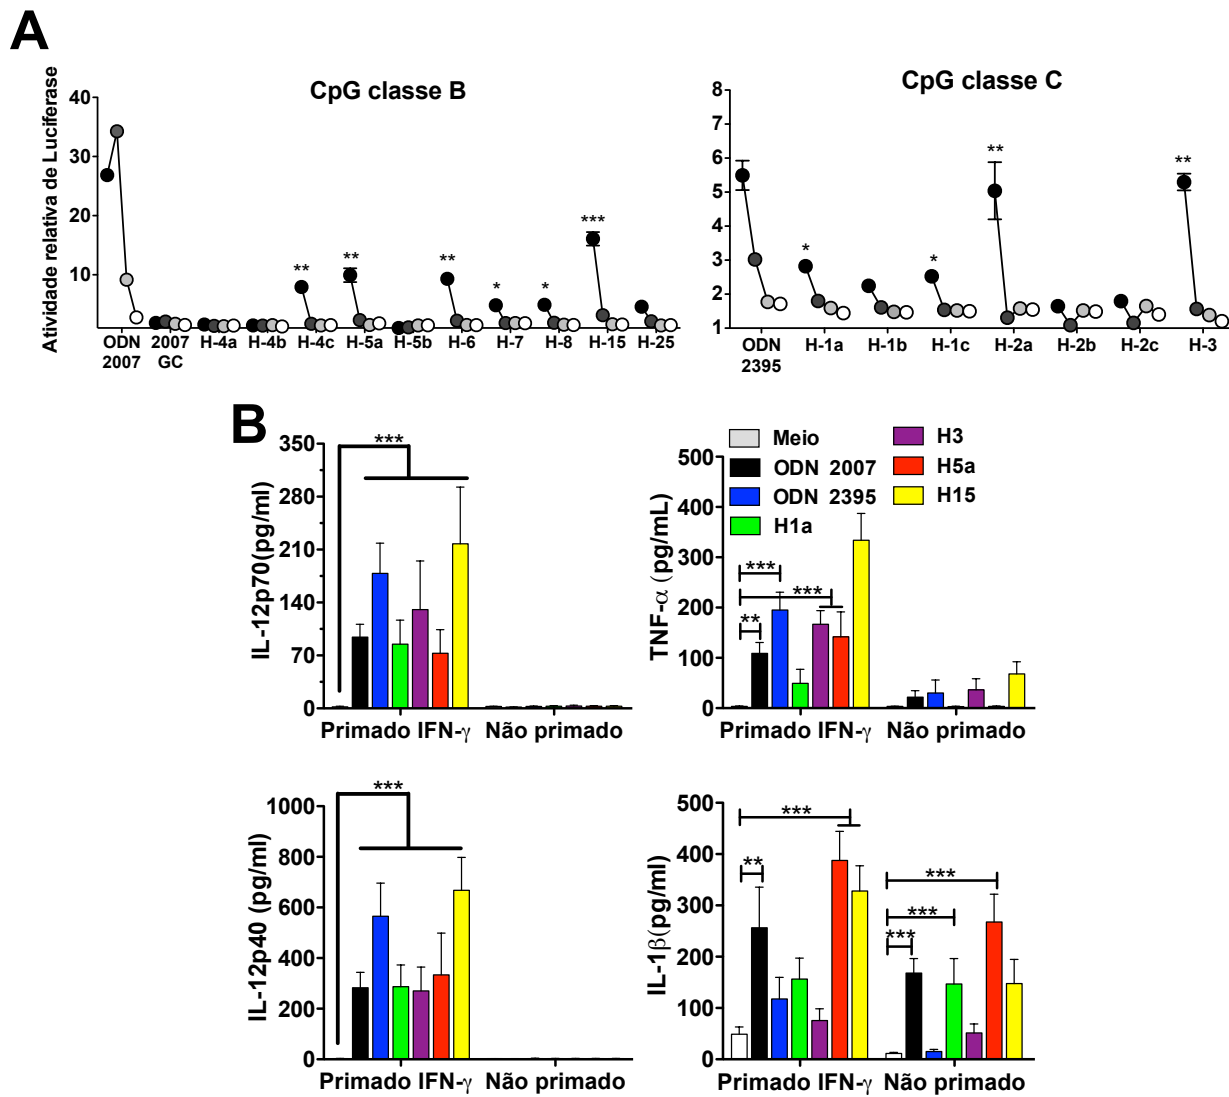 A
CpG classe B
Atividade relativa de Luciferase
40
30
20
10
** ** ** * * ***
ODN 2007
2007 GC
H-4a
H-4b
H-4c
H-5a
H-5b
H-6
H-7
H-8
H-15
H-25
CpG classe C
8
7
6
5
4
3
2
1
* * ** **
ODN 2395
H-1a
H-1b
H-1c
H-2a
H-2b
H-2c
H-3
B
IL-12p70(pg/ml)
350
280
210
140
70
0
***
Primado IFN-γ
Não primado
Meio
ODN 2007
ODN 2395
H1a
H3
H5a
H15
TNF-α (pg/mL)
500
400
300
200
100
0
***
***
**
Primado IFN-γ
Não primado
IL-12p40 (pg/ml)
1000
800
600
400
200
0
***
Primado IFN-γ
Não primado
IL-1β(pg/ml)
500
400
300
200
100
0
***
**
***
***
***
Primado IFN-γ
Não primado